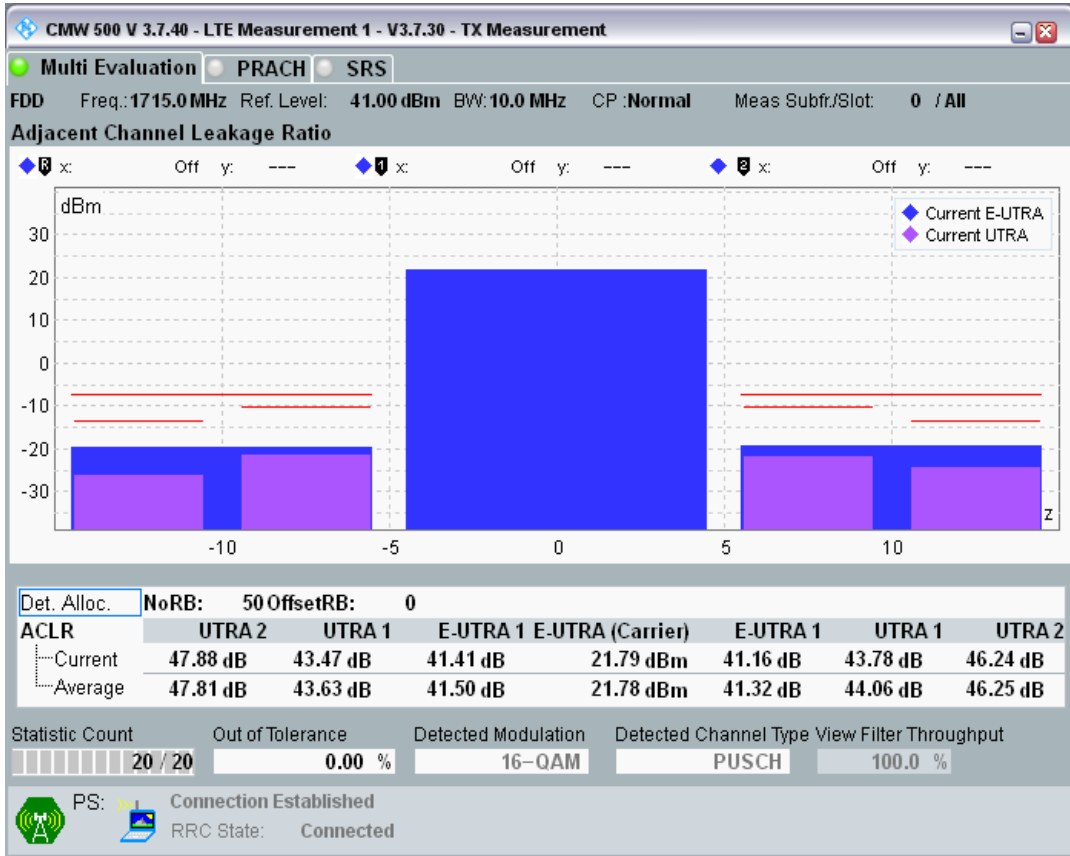 CMW 500 V 3.7.40 - LTE Measurement 1 - V3.7.30 - TX Measurement
Multi Evaluation PRACH SRS
FDD Freq.:1715.0 MHz Ref. Level: 41.00 dBm BW:10.0 MHz CP :Normal Meas Subfr./Slot: 0 / All
Adjacent Channel Leakage Ratio
R x: Off y: --- 1 x: Off y: --- 2 x: Off y: ---
dBm
Current E-UTRA
Current UTRA
30
20
10
0
-10
-20
-30
z
-10 -5 0 5 10
Det. Alloc. NoRB: 50 OffsetRB: 0
ACLR UTRA 2 UTRA 1 E-UTRA 1 E-UTRA (Carrier) E-UTRA 1 UTRA 1 UTRA 2
Current 47.88 dB 43.47 dB 41.41 dB 21.79 dBm 41.16 dB 43.78 dB 46.24 dB
Average 47.81 dB 43.63 dB 41.50 dB 21.78 dBm 41.32 dB 44.06 dB 46.25 dB
Statistic Count Out of Tolerance Detected Modulation Detected Channel Type View Filter Throughput
20 / 20 0.00 % 16-QAM PUSCH 100.0 %
PS: Connection Established
RRC State: Connected